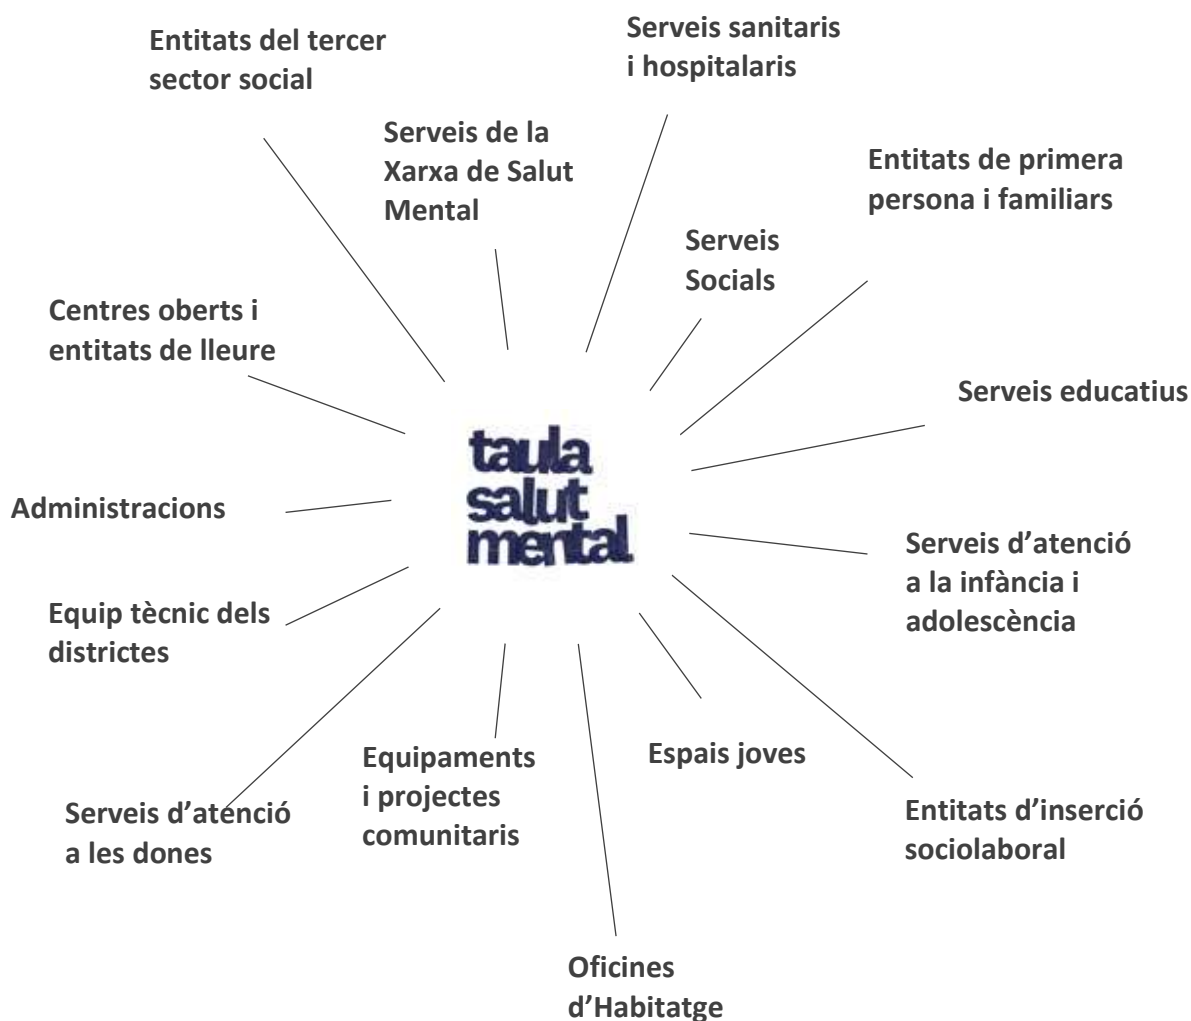 Entitats del tercer
sector social
Serveis sanitaris
i hospitalaris
Serveis de la
Xarxa de Salut
Mental
Entitats de primera
persona i familiars
Serveis
Socials
Centres oberts i
entitats de lleure
Serveis educatius
taula
salut
mental
Administracions
Serveis d’atenció
a la infància i
adolescència
Equip tècnic dels
districtes
Equipaments
i projectes
comunitaris
Espais joves
Serveis d’atenció
a les dones
Entitats d’inserció
sociolaboral
Oficines
d’Habitatge